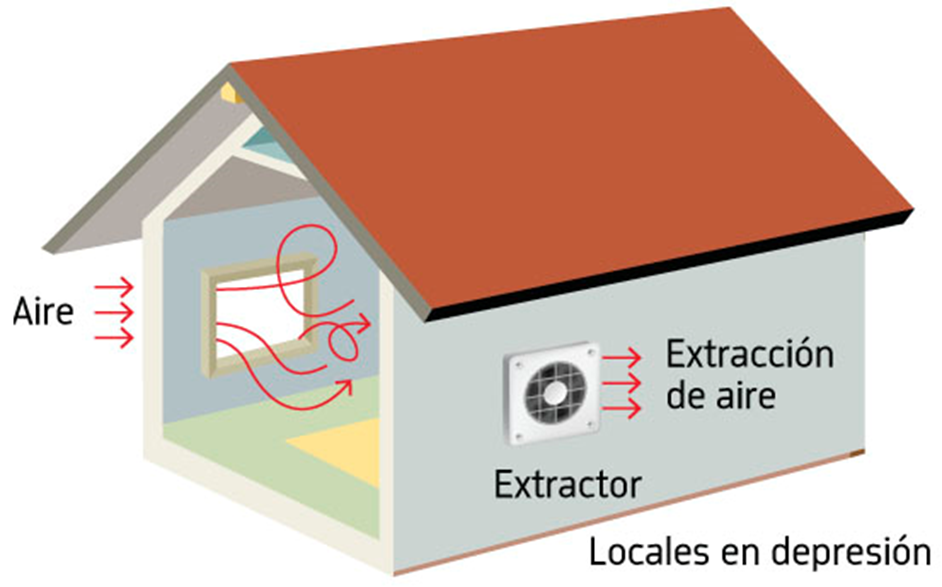 Aire
Extracción
de aire
Extractor
Locales en depresión